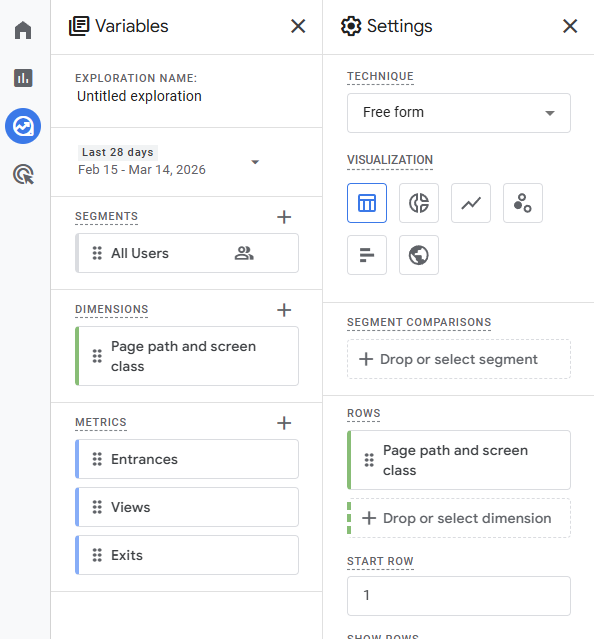 Variables
EXPLORATION NAME:
Untitled exploration
Last 28 days
Feb 15 - Mar 14, 2026
SEGMENTS
All Users
DIMENSIONS
Page path and screen
class
METRICS
Entrances
Views
Exits
Settings
TECHNIQUE
Free form
VISUALIZATION
SEGMENT COMPARISONS
Drop or select segment
ROWS
Page path and screen
class
Drop or select dimension
START ROW
1
SHOW ROWS